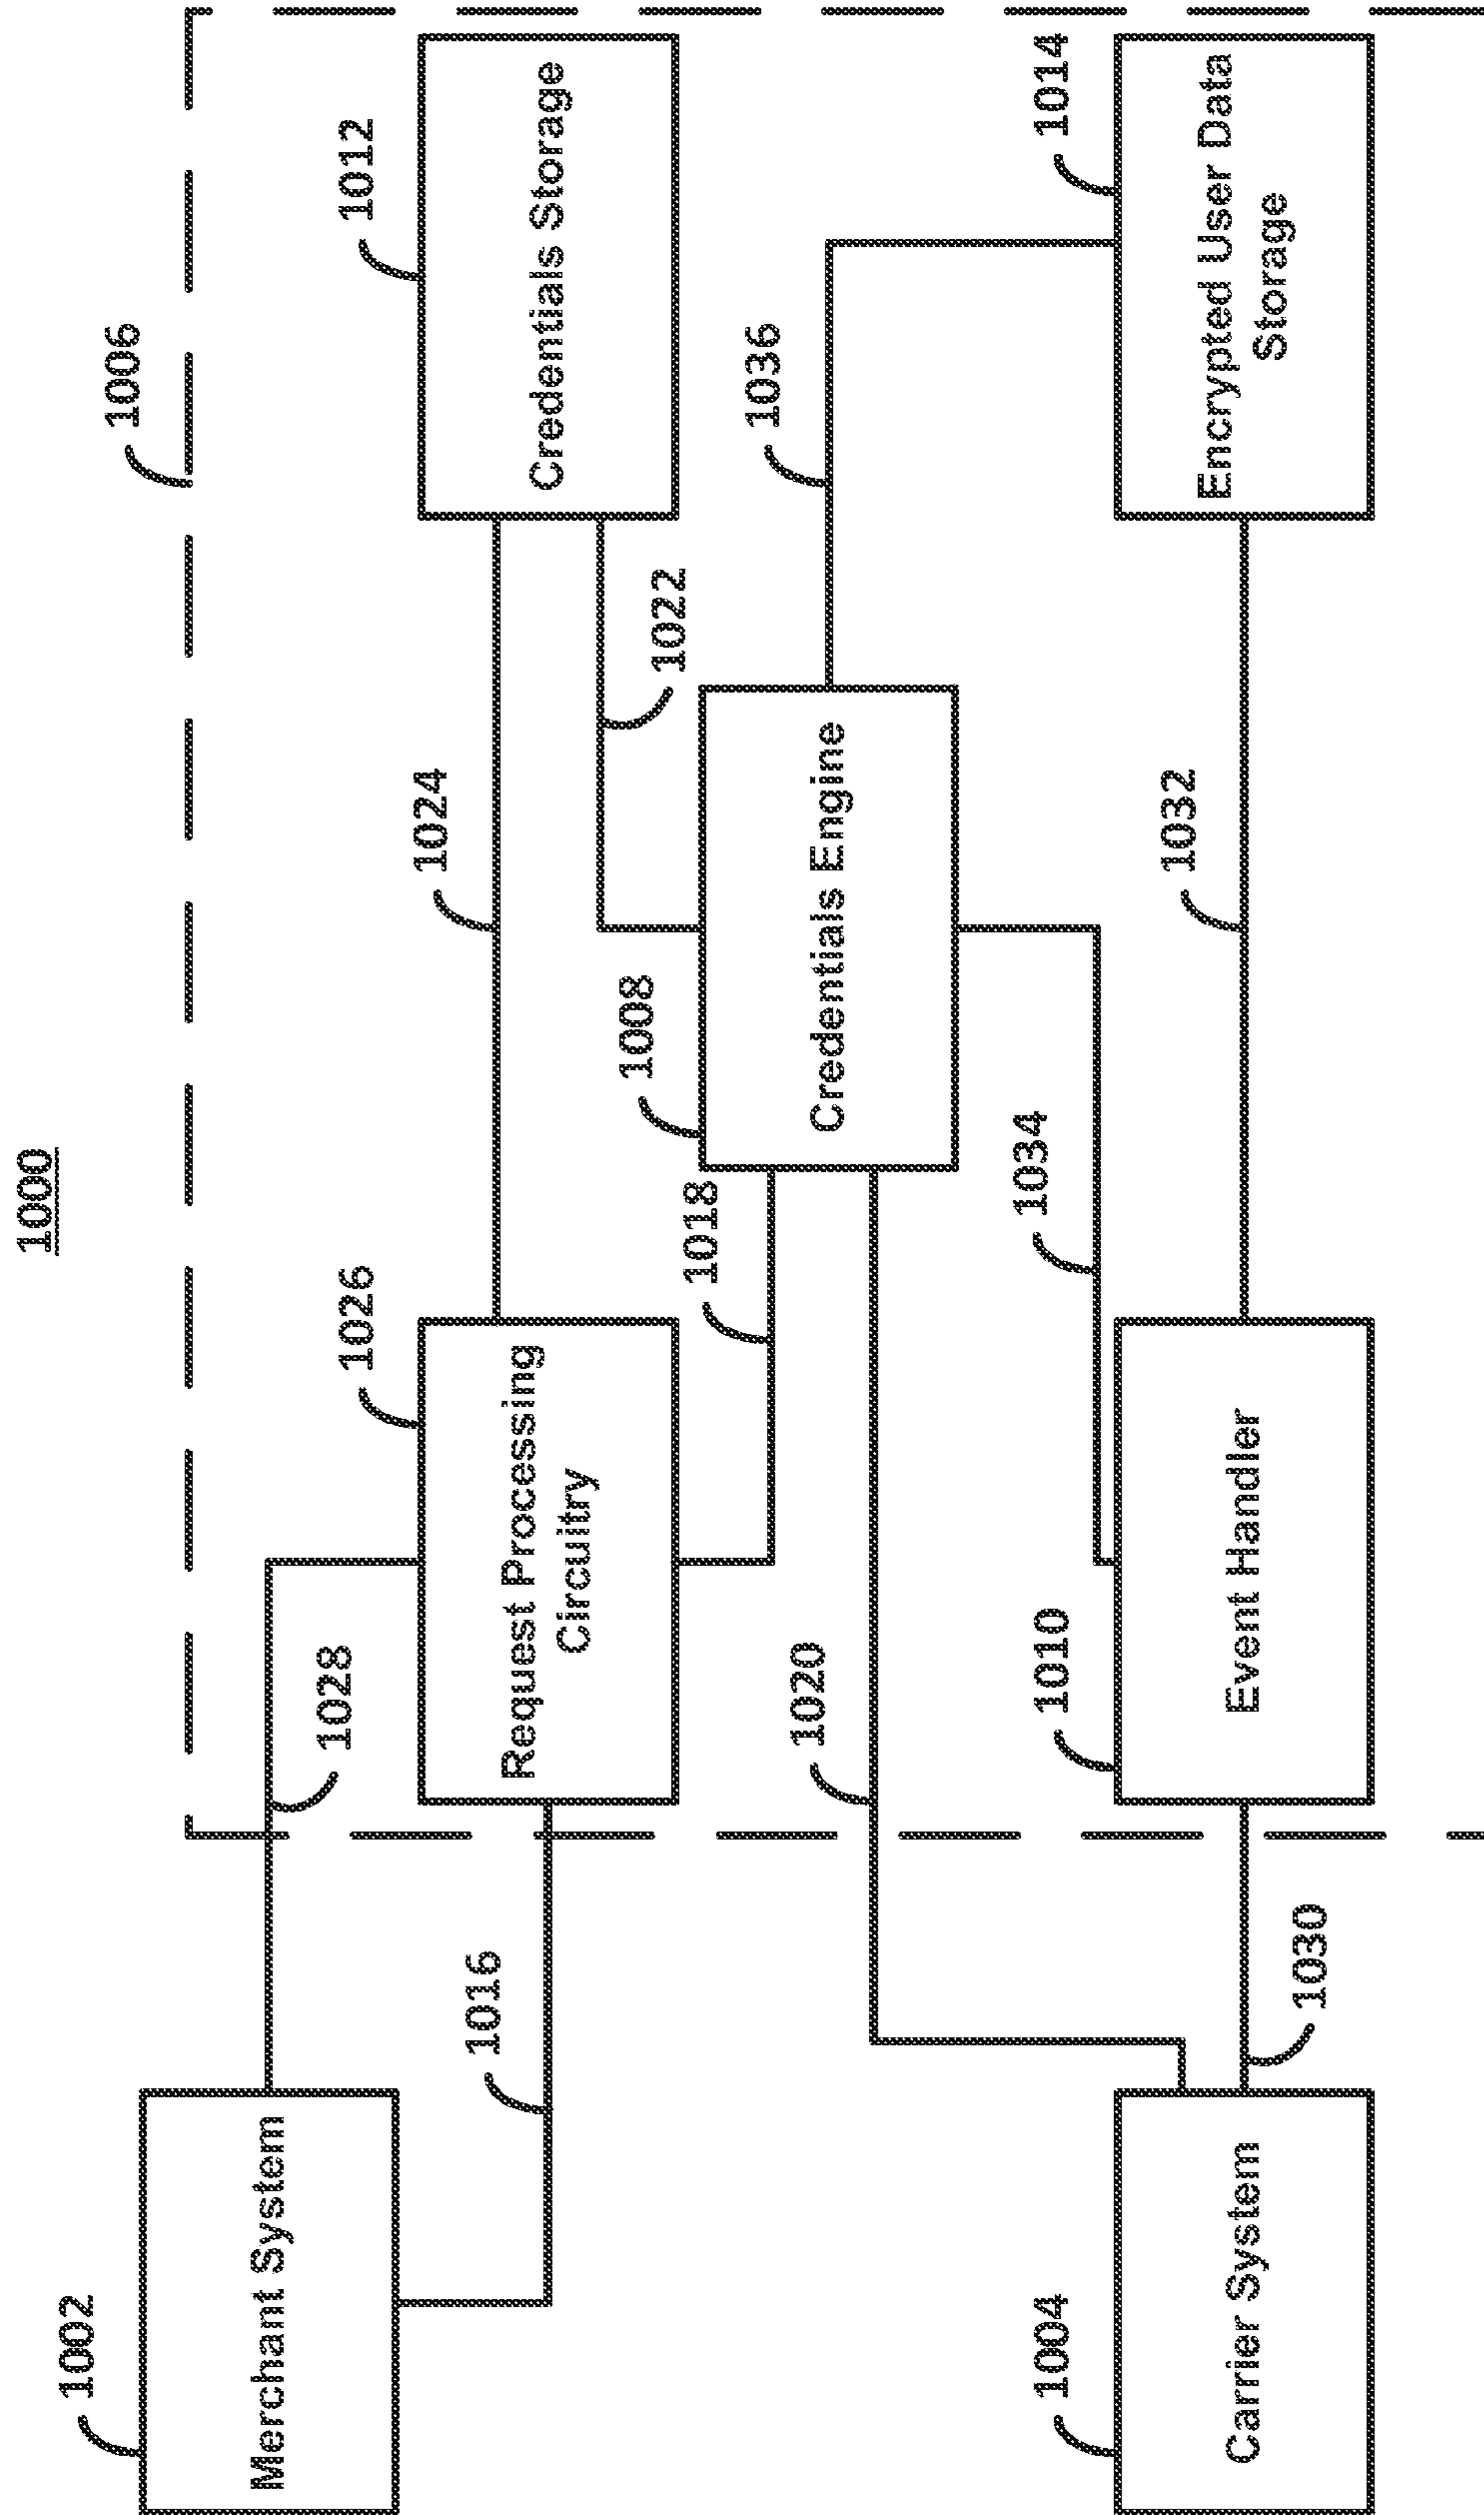 1000
1006
1002
Merchant System
1028
1026
Request Processing
Circuitry
1024
1012
Credentials Storage
1016
1018
1008
1022
Credentials Engine
1036
1020
1034
1004
Carrier System
1030
1010
Event Handler
1032
1014
Encrypted User Data
Storage